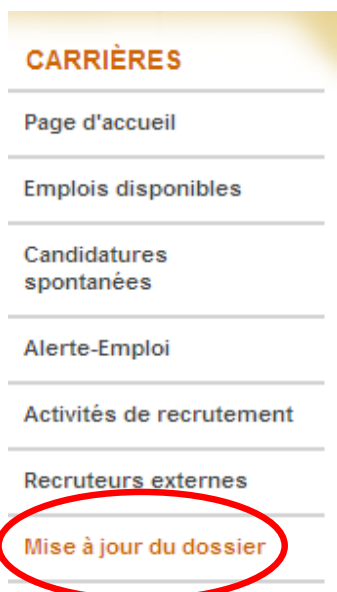 CARRIÈRES
Page d'accueil
Emplois disponibles
Candidatures
spontanées
Alerte-Emploi
Activités de recrutement
Recruteurs externes
Mise à jour du dossier